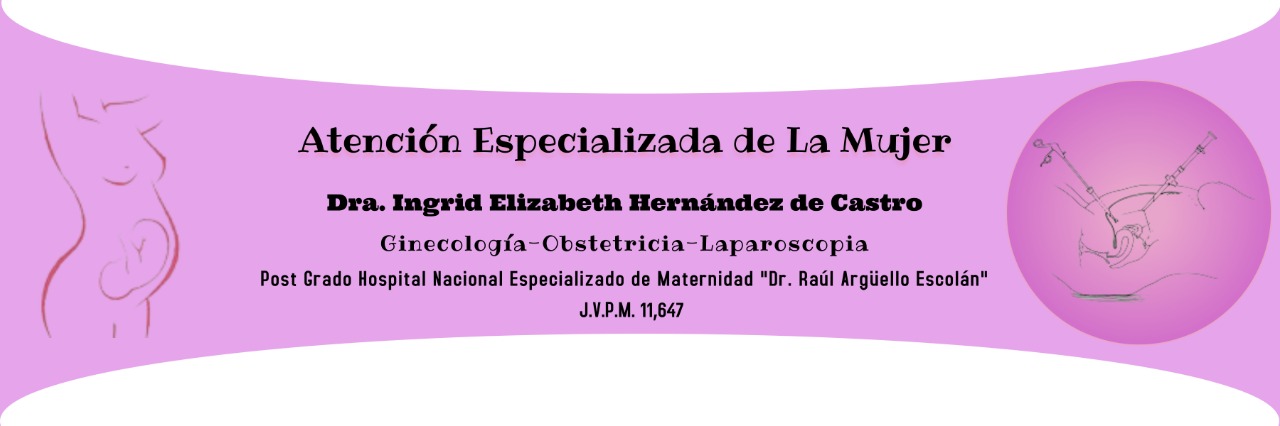 Atención Especializada de La Mujer
Dra. Ingrid Elizabeth Hernández de Castro
Ginecología-Obstetricia-Laparoscopia
Post Grado Hospital Nacional Especializado de Maternidad "Dr. Raúl Argüello Escolán"
J.V.P.M. 11,647